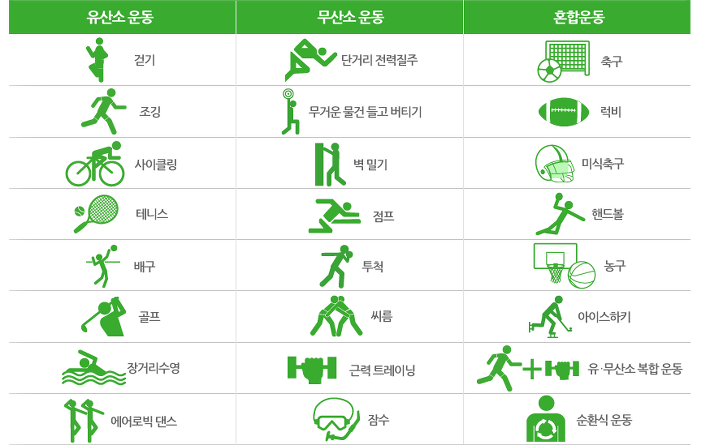 유산소 운동 무산소 운동 혼합운동
걷기 단거리 전력질주 축구
조깅 무거운 물건 들고 버티기 럭비
사이클링 벽 밀기 미식축구
테니스 점프 핸드볼
배구 투척 농구
골프 씨름 아이스하키
장거리수영 근력 트레이닝 유·무산소 복합 운동
에어로빅 댄스 잠수 순환식 운동